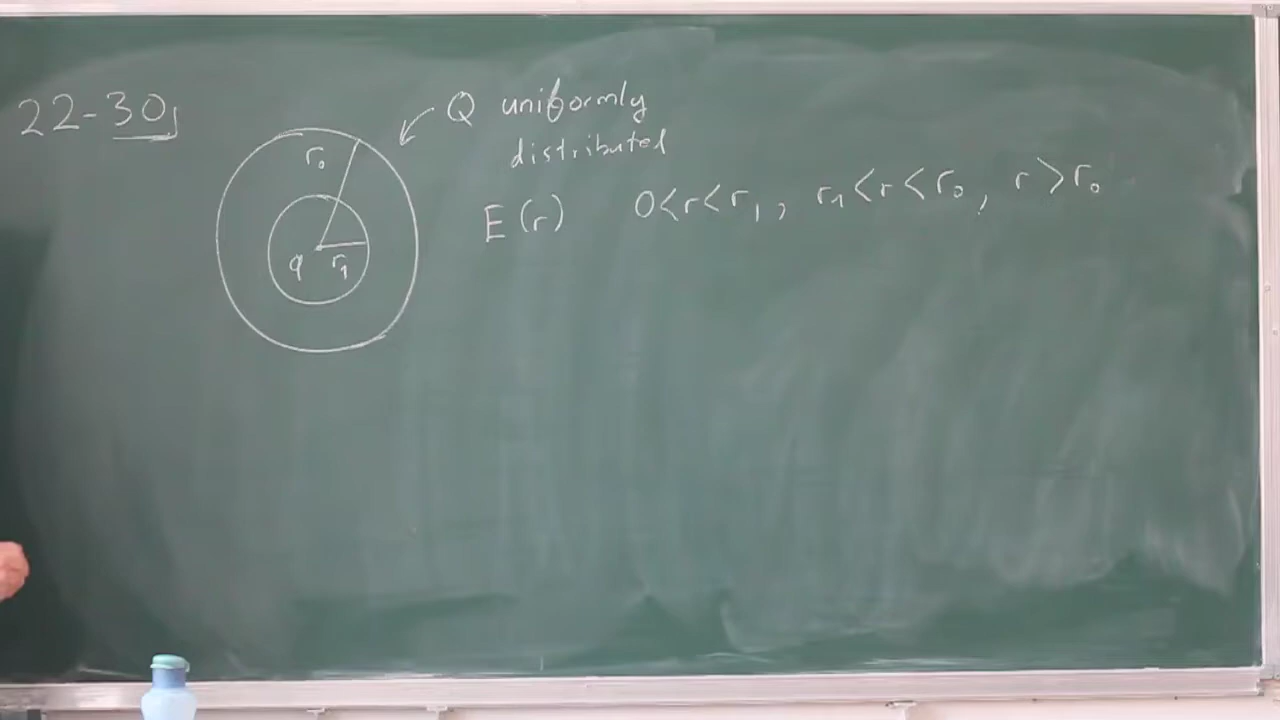 22-30)
Q uniformly
distributed
r₀
q r₁
E(r) 0<r<r₁, r₁<r<r₀, r>r₀